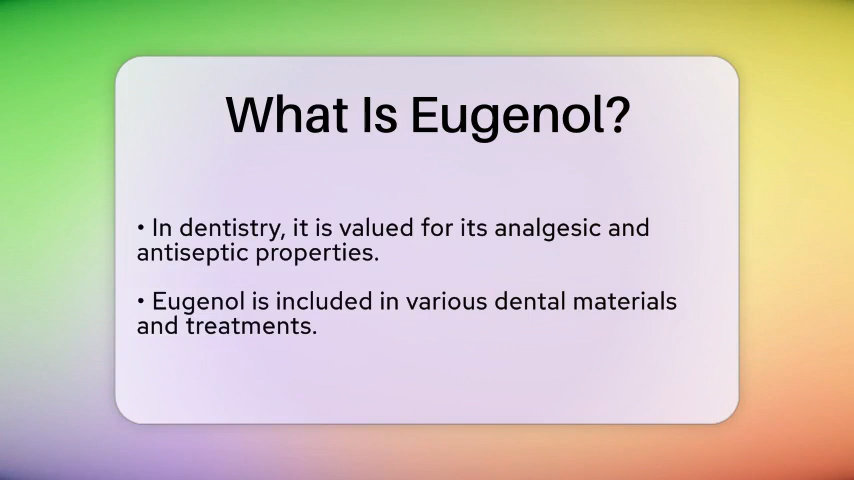 What Is Eugenol?
• In dentistry, it is valued for its analgesic and
antiseptic properties.
• Eugenol is included in various dental materials
and treatments.